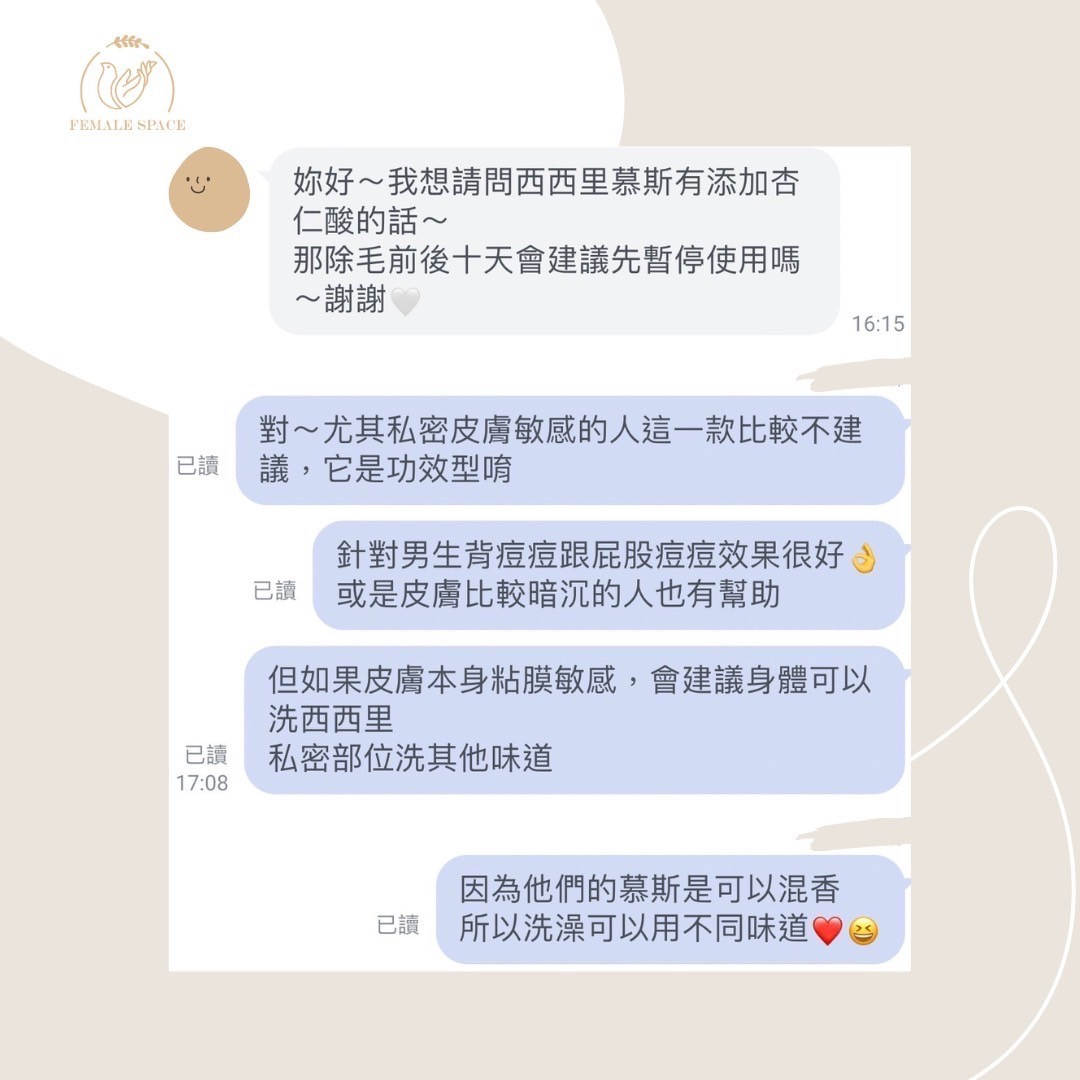 FEMALE SPACE
妳好～我想請問西西里慕斯有添加杏
仁酸的話～
那除毛前後十天會建議先暫停使用嗎
～謝謝🤍
16:15
對～尤其私密皮膚敏感的人這一款比較不建
議，它是功效型唷
已讀
針對男生背痘痘跟屁股痘痘效果很好👌
或是皮膚比較暗沉的人也有幫助
已讀
但如果皮膚本身粘膜敏感，會建議身體可以
洗西西里
私密部位洗其他味道
已讀
17:08
因為他們的慕斯是可以混香
所以洗澡可以用不同味道❤️😆
已讀